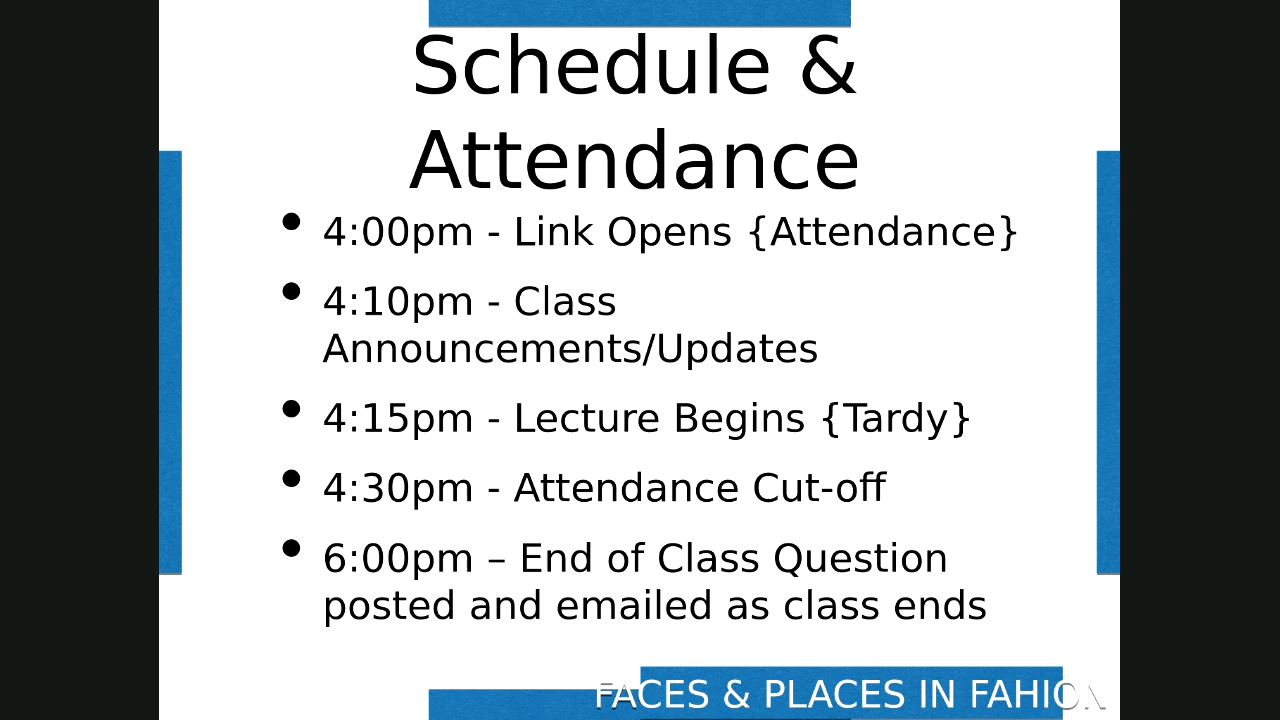 Schedule &
Attendance
• 4:00pm - Link Opens {Attendance}
• 4:10pm - Class
Announcements/Updates
• 4:15pm - Lecture Begins {Tardy}
• 4:30pm - Attendance Cut-off
• 6:00pm – End of Class Question
posted and emailed as class ends
FACES & PLACES IN FAHION